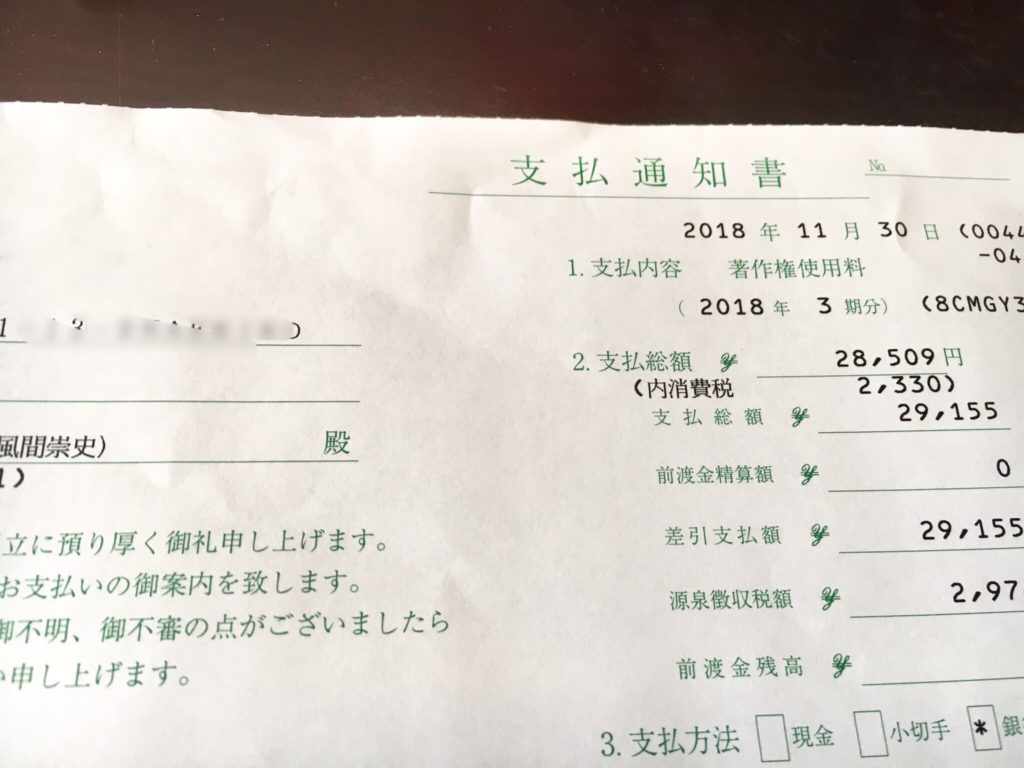 支払通知書
No.
2018 年 11 月 30 日 (0044
-04
1. 支払内容 著作権使用料
( 2018 年 3 期分) (8CMGY3
2. 支払総額 ¥ 28,509 円
(内消費税 2,330)
支払総額 ¥ 29,155
前渡金精算額 ¥ 0
差引支払額 ¥ 29,155
源泉徴収税額 ¥ 2,97
前渡金残高 ¥
3. 支払方法 現金 小切手 * 銀
風間崇史) 殿
1)
立に預り厚く御礼申し上げます。
お支払いの御案内を致します。
御不明、御不審の点がございましたら
い申し上げます。